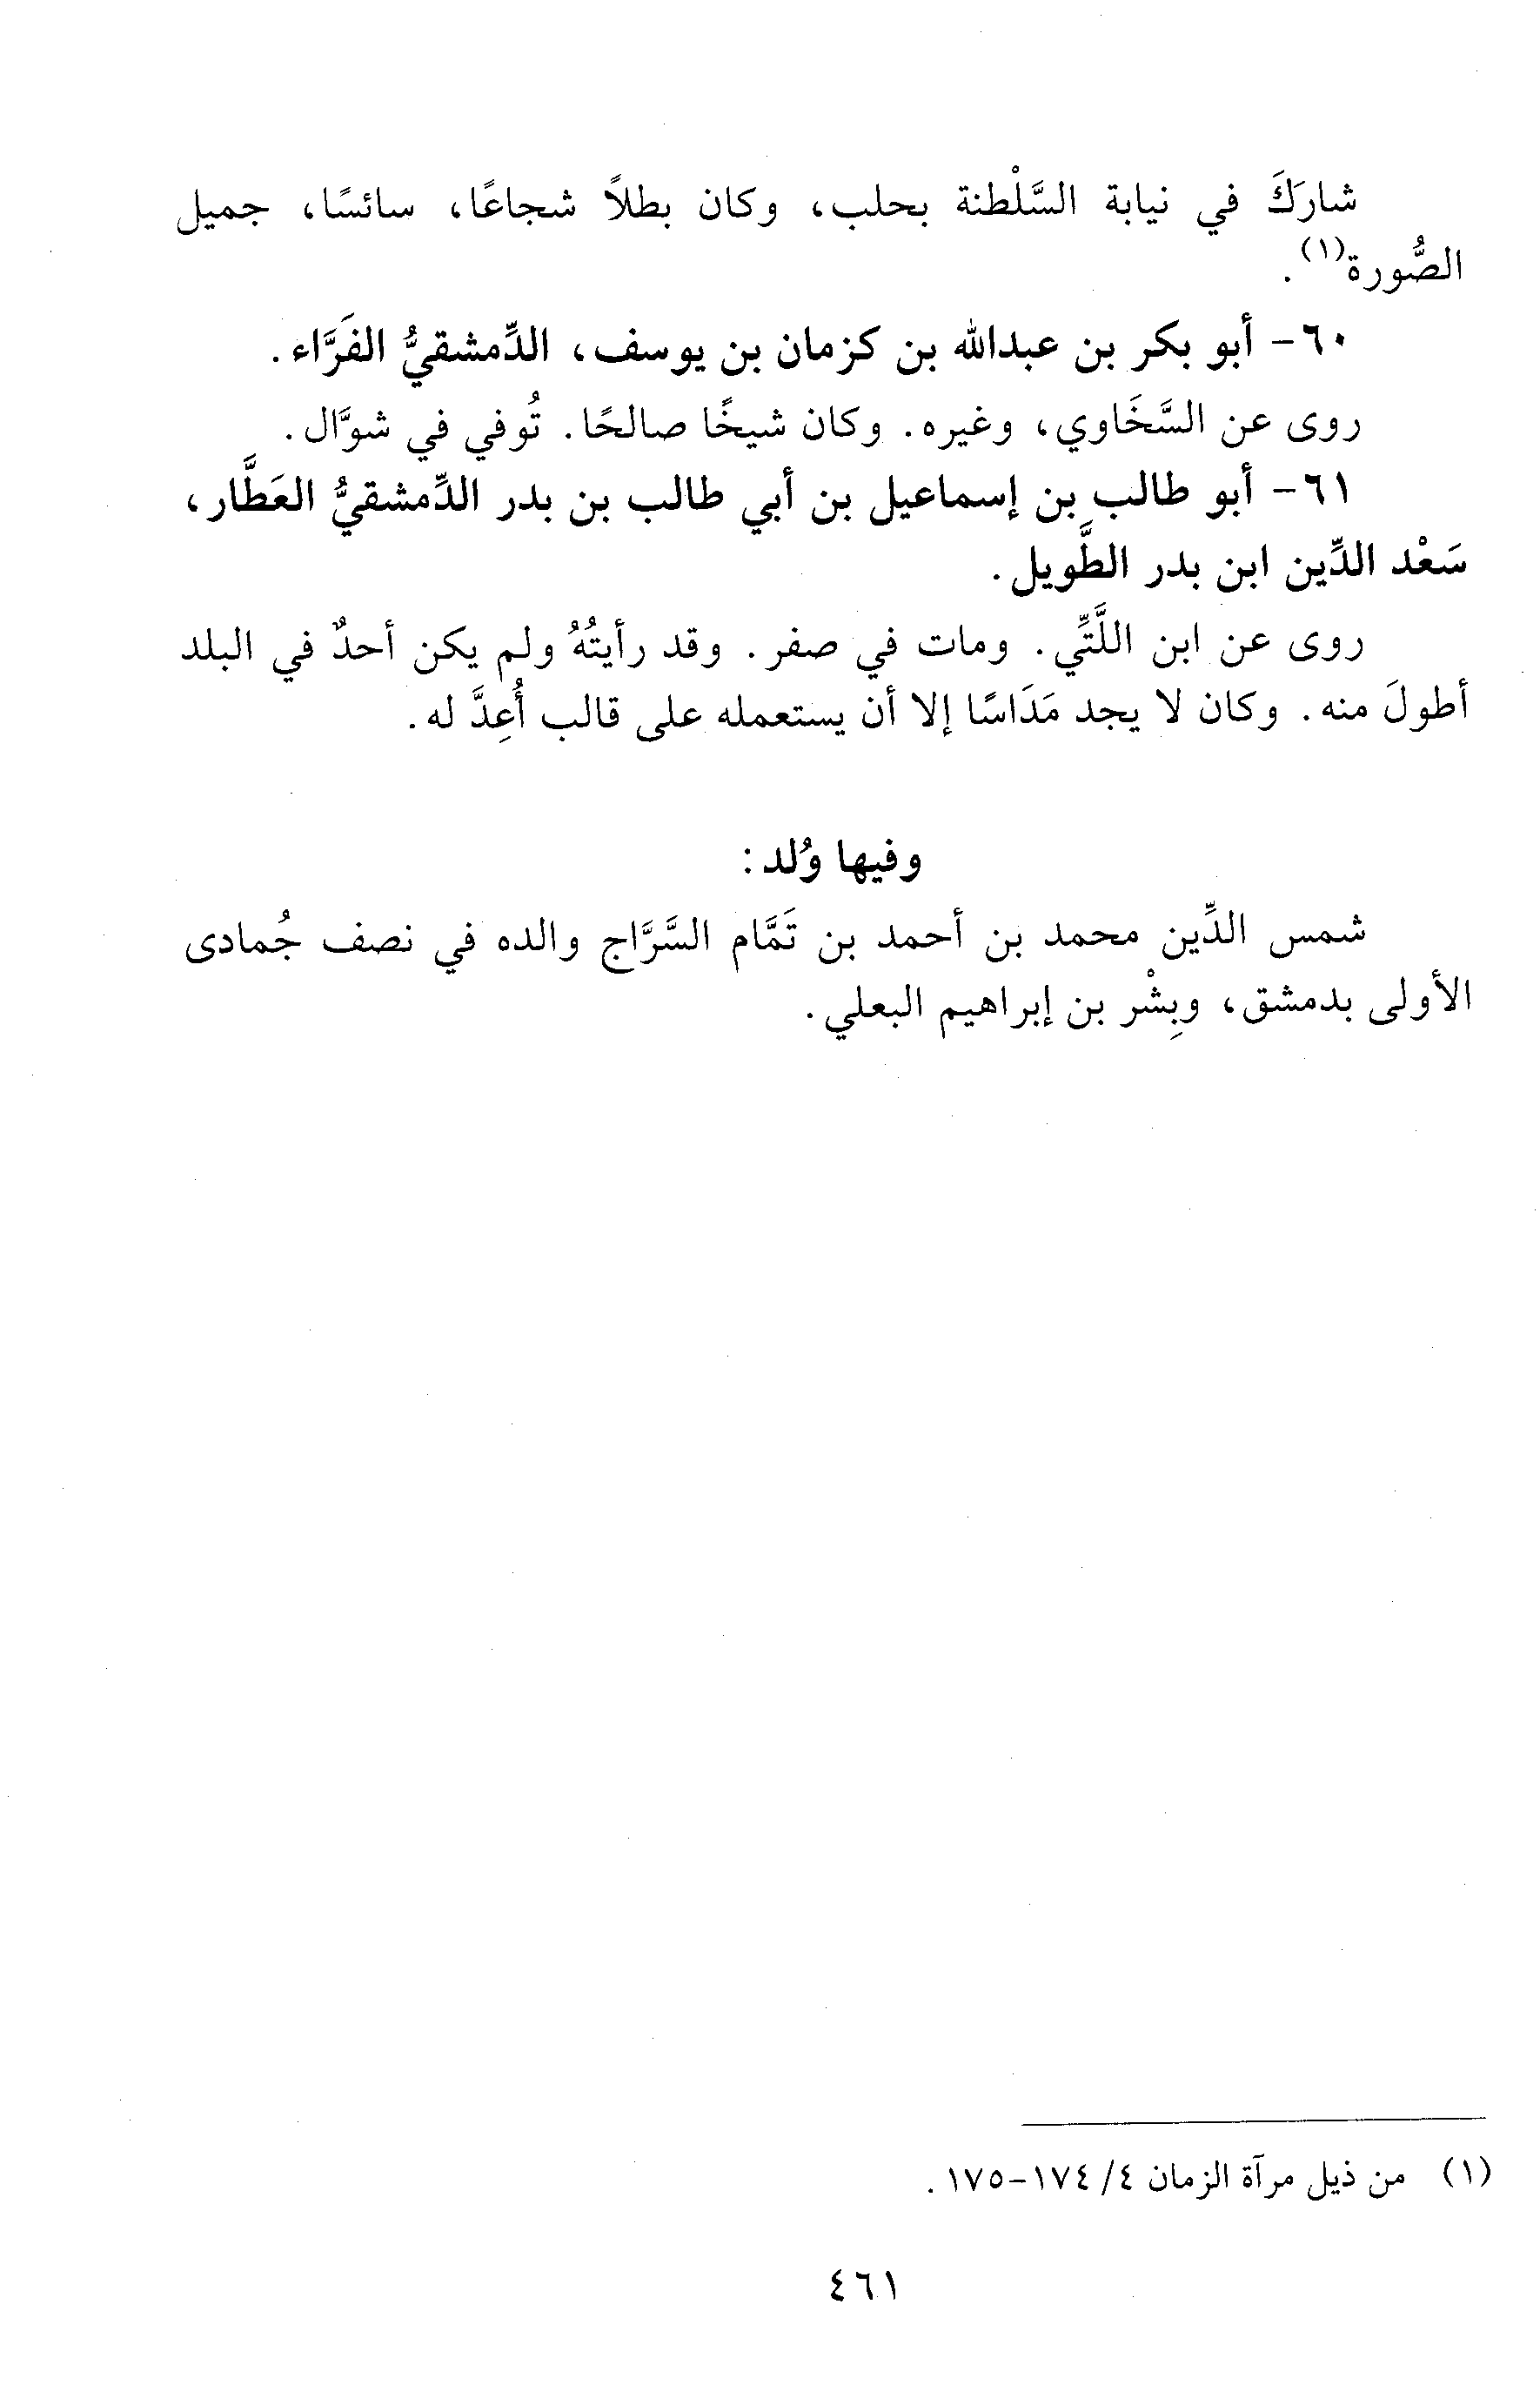 شارَكَ في نيابة السَّلْطنة بحلب، وكان بطلاً شجاعًا، سائسًا، جميل
الصُّورة(١).
٦٠- أبو بكر بن عبدالله بن كزمان بن يوسف، الدِّمشقيُّ الفَرَّاء.
روى عن السَّخَاوي، وغيره. وكان شيخًا صالحًا. تُوفي في شوَّال.
٦١- أبو طالب بن إسماعيل بن أبي طالب بن بدر الدِّمشقيُّ العَطَّار،
سَعْد الدِّين ابن بدر الطَّويل.
روى عن ابن اللَّتِّي. ومات في صفر. وقد رأيتُهُ ولم يكن أحدٌ في البلد
أطولَ منه. وكان لا يجد مَدَاسًا إلا أن يستعمله على قالب أُعِدَّ له.
وفيها وُلد:
شمس الدِّين محمد بن أحمد بن تَمَّام السَّرَّاج والده في نصف جُمادى
الأولى بدمشق، وبِشْر بن إبراهيم البعلي.
(١) من ذيل مرآة الزمان ٤/ ١٧٤-١٧٥.
٤٦١